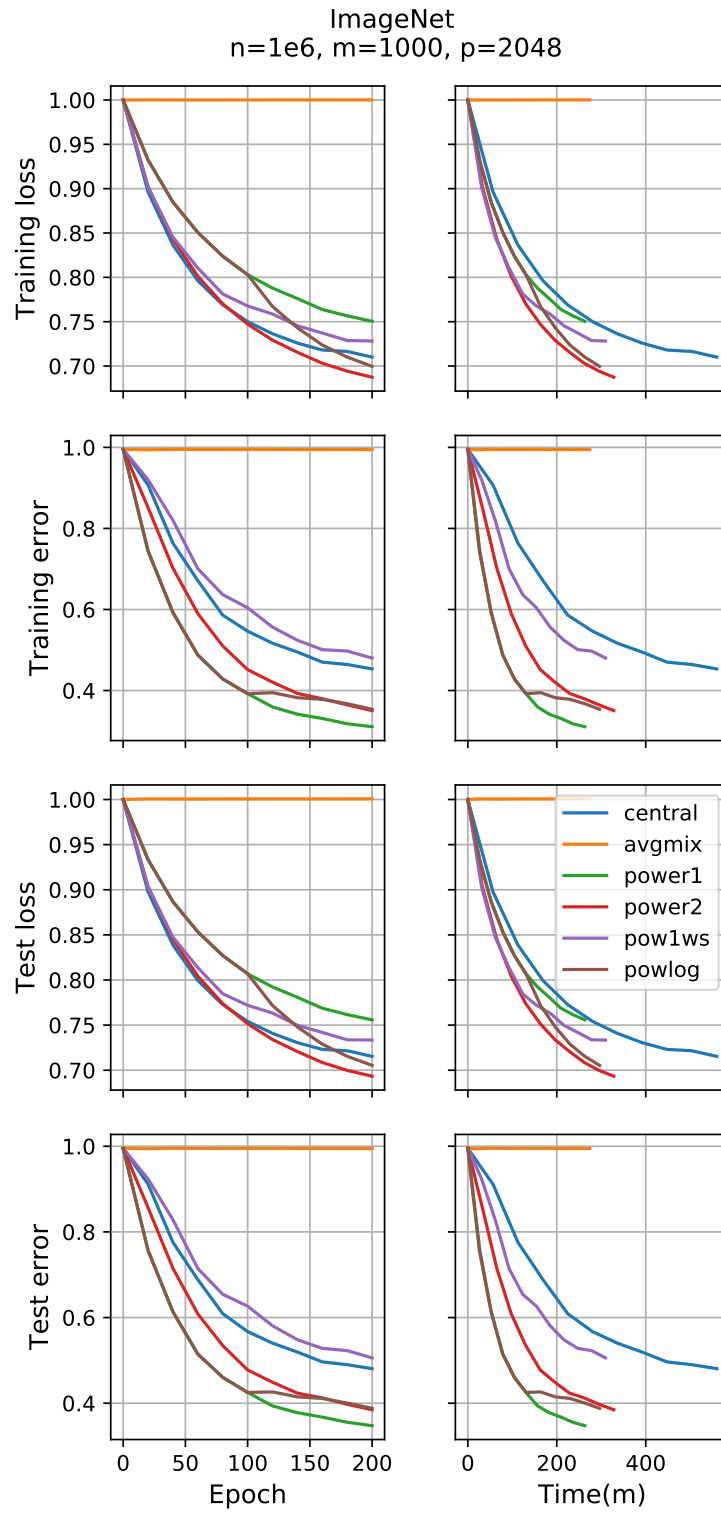 ImageNet
n=1e6, m=1000, p=2048
Training loss
1.00
0.95
0.90
0.85
0.80
0.75
0.70
Training error
1.0
0.8
0.6
0.4
Test loss
1.00
0.95
0.90
0.85
0.80
0.75
0.70
central
avgmix
power1
power2
pow1ws
powlog
Test error
1.0
0.8
0.6
0.4
0 50 100 150 200
0 200 400
Epoch
Time(m)